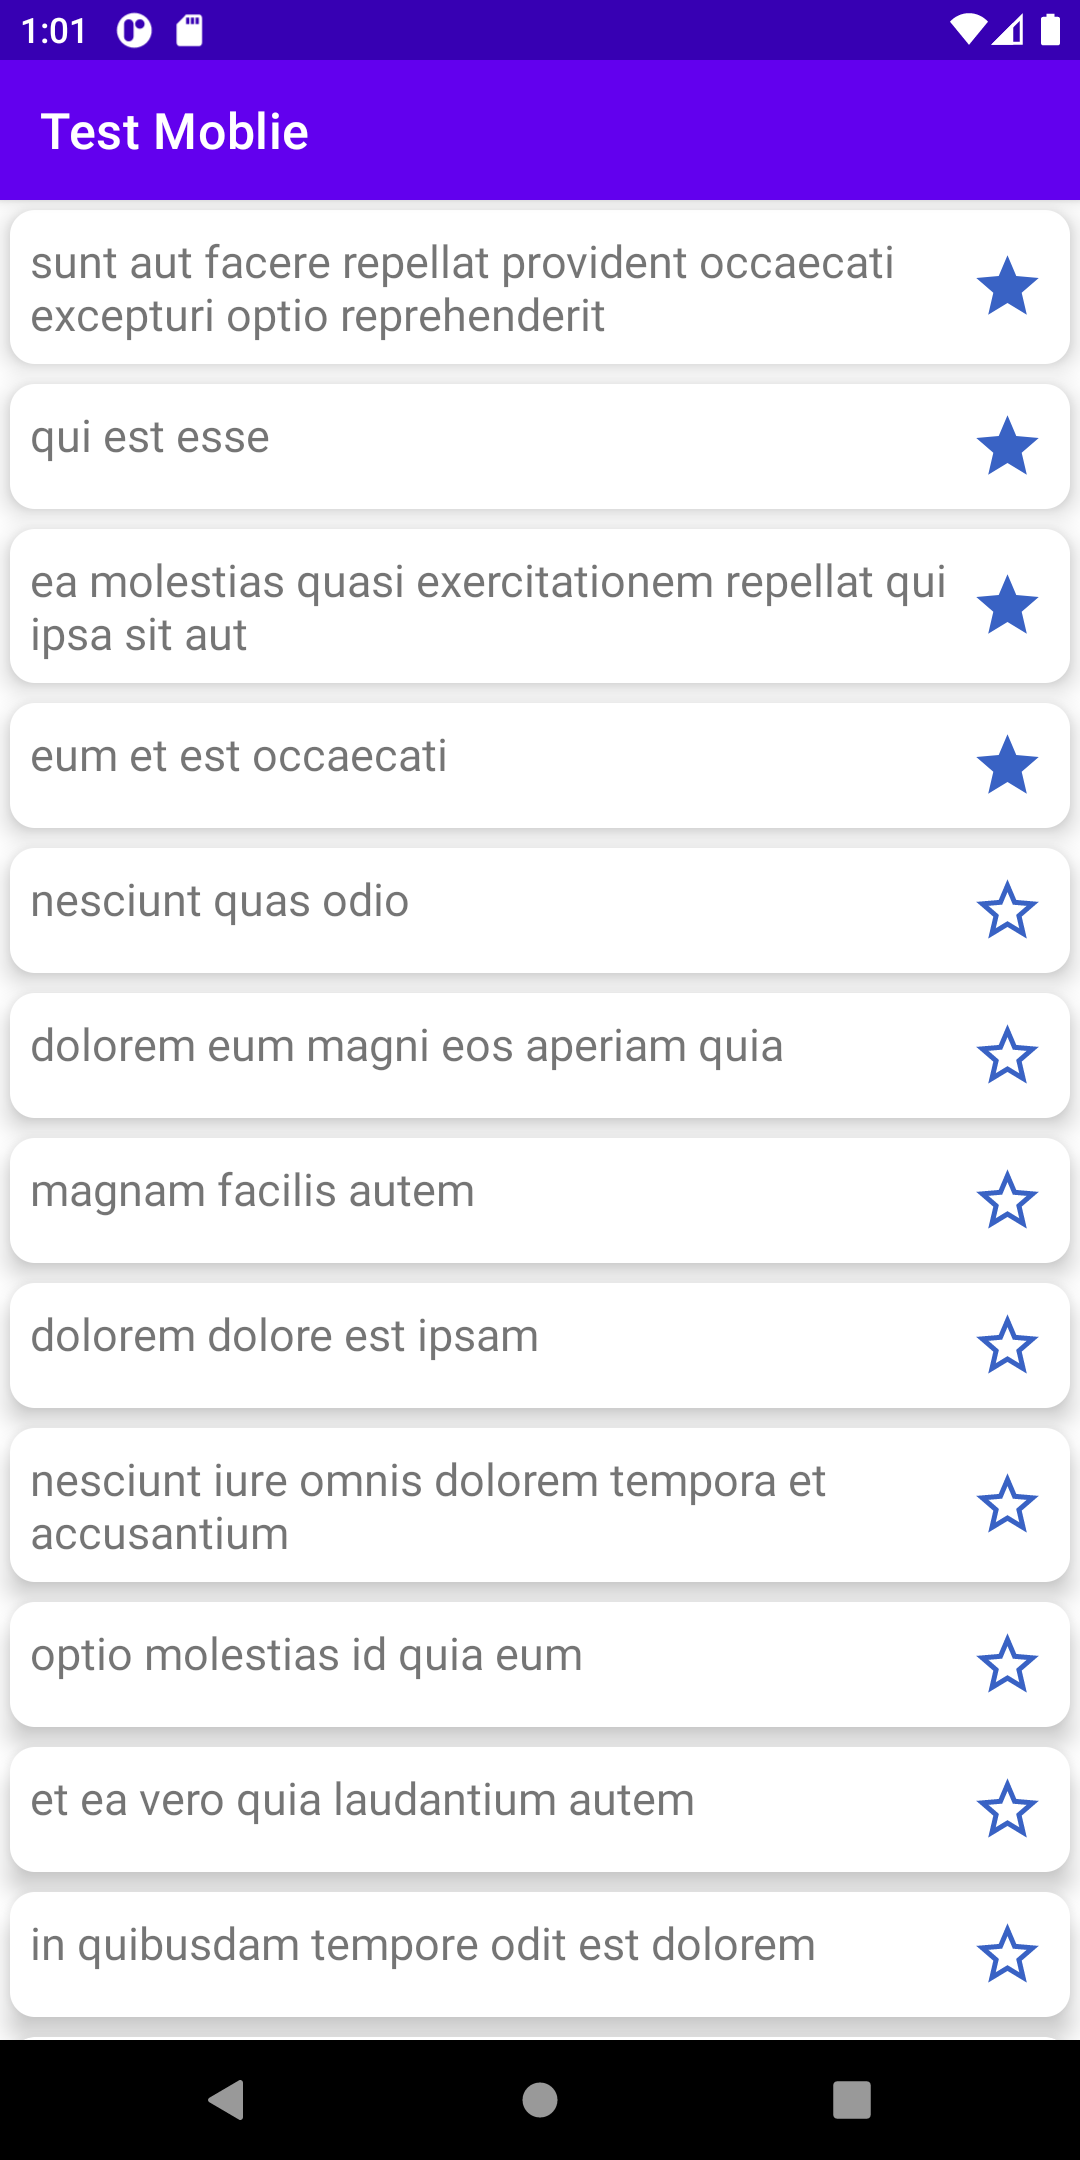 1:01
Test Moblie
sunt aut facere repellat provident occaecati
excepturi optio reprehenderit
qui est esse
ea molestias quasi exercitationem repellat qui
ipsa sit aut
eum et est occaecati
nesciunt quas odio
dolorem eum magni eos aperiam quia
magnam facilis autem
dolorem dolore est ipsam
nesciunt iure omnis dolorem tempora et
accusantium
optio molestias id quia eum
et ea vero quia laudantium autem
in quibusdam tempore odit est dolorem